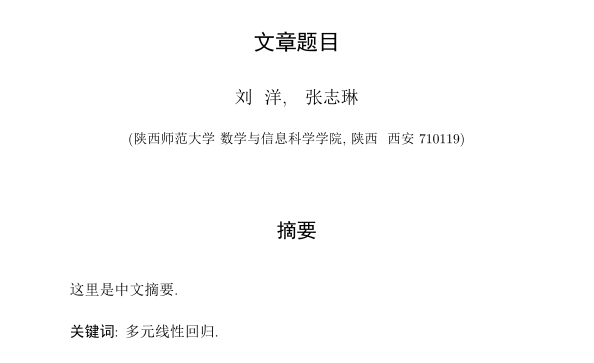 文章题目
刘 洋, 张志琳
(陕西师范大学 数学与信息科学学院, 陕西 西安 710119)
摘要
这里是中文摘要.
关键词: 多元线性回归.